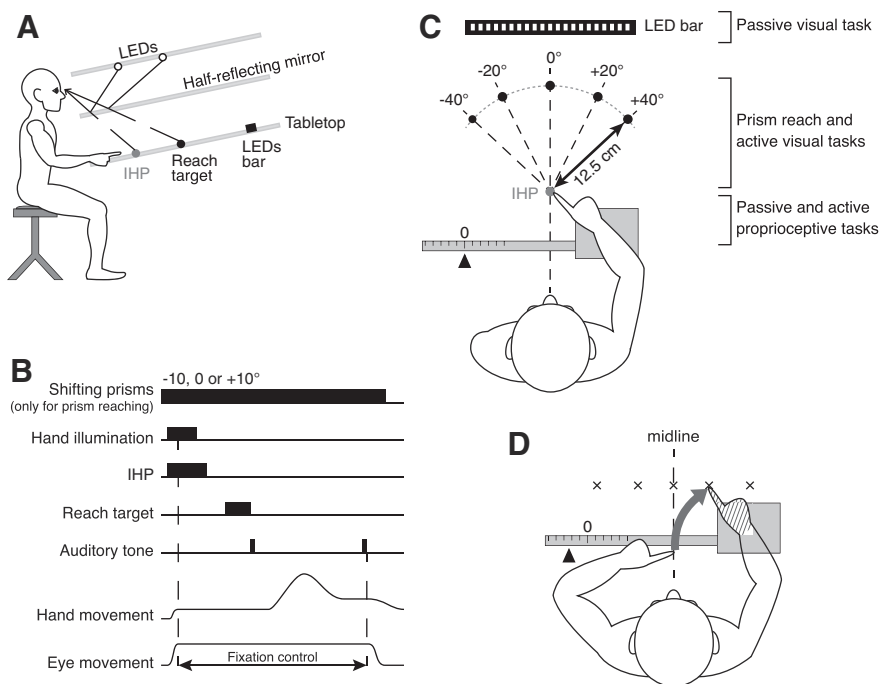 A
LEDs
Half-reflecting mirror
Tabletop
IHP
Reach
target
LEDs
bar
B
-10, 0 or +10°
Shifting prisms
(only for prism reaching)
Hand illumination
IHP
Reach target
Auditory tone
Hand movement
Eye movement
Fixation control
C
LED bar
Passive visual task
0°
-20°
+20°
-40°
+40°
12.5 cm
IHP
Prism reach and
active visual tasks
Passive and active
proprioceptive tasks
0
D
midline
× × × × ×
0